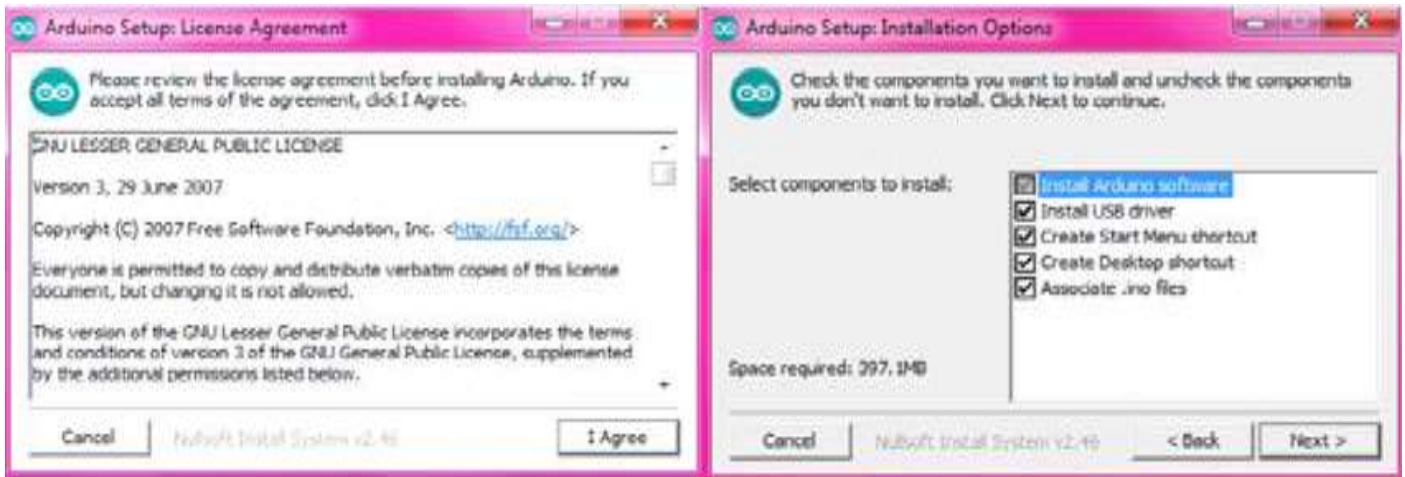 Arduino Setup: License Agreement
Please review the license agreement before installing Arduino. If you
accept all terms of the agreement, click I Agree.
GNU LESSER GENERAL PUBLIC LICENSE
Version 3, 29 June 2007
Copyright (C) 2007 Free Software Foundation, Inc. <http://fsf.org/>
Everyone is permitted to copy and distribute verbatim copies of this license
document, but changing it is not allowed.
This version of the GNU Lesser General Public License incorporates the terms
and conditions of version 3 of the GNU General Public License, supplemented
by the additional permissions listed below.
Cancel
Nullsoft Install System v2.46
I Agree
Arduino Setup: Installation Options
Check the components you want to install and uncheck the components
you don't want to install. Click Next to continue.
Select components to install:
Install Arduino software
Install USB driver
Create Start Menu shortcut
Create Desktop shortcut
Associate .ino files
Space required: 397.1MB
Cancel
Nullsoft Install System v2.46
< Back
Next >